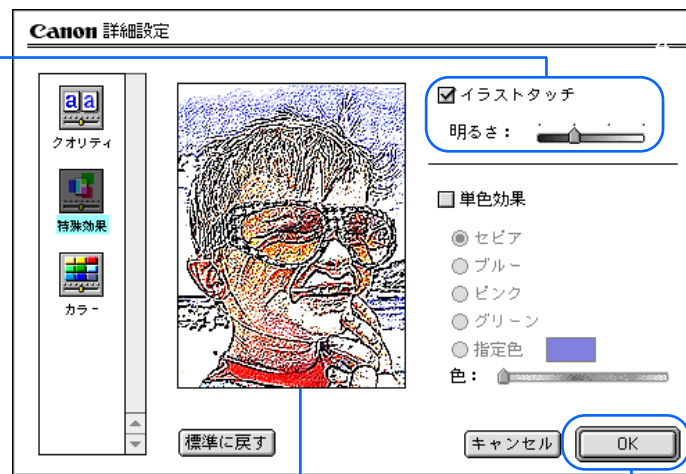 Canon 詳細設定
aa
クオリティ
特殊効果
カラー
標準に戻す
イラストタッチ
明るさ：
単色効果
セピア
ブルー
ピンク
グリーン
指定色
色：
キャンセル
OK